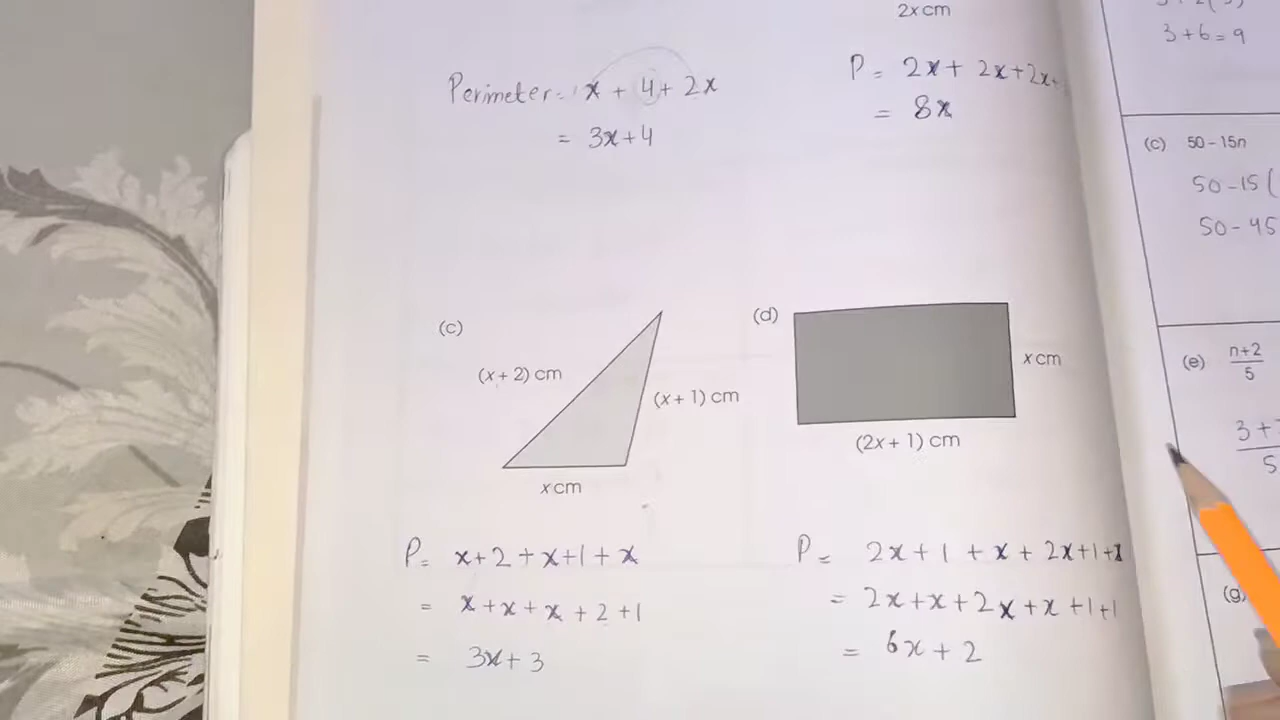 2x cm
Perimeter = x + 4 + 2x
= 3x+4
P = 2x + 2x+2x+
= 8x
(c)
(x + 2) cm
(x + 1) cm
x cm
P = x+2 +x+1+x
= x+x+x+2+1
= 3x+3
(d)
x cm
(2x + 1) cm
P = 2x+1 + x + 2x+1+x
= 2x+x+2x+x+1+1
= 6x + 2
3+6=9
(c) 50 – 15n
50 -15(
50- 45
(e) n+2
5
3+
5
(g)